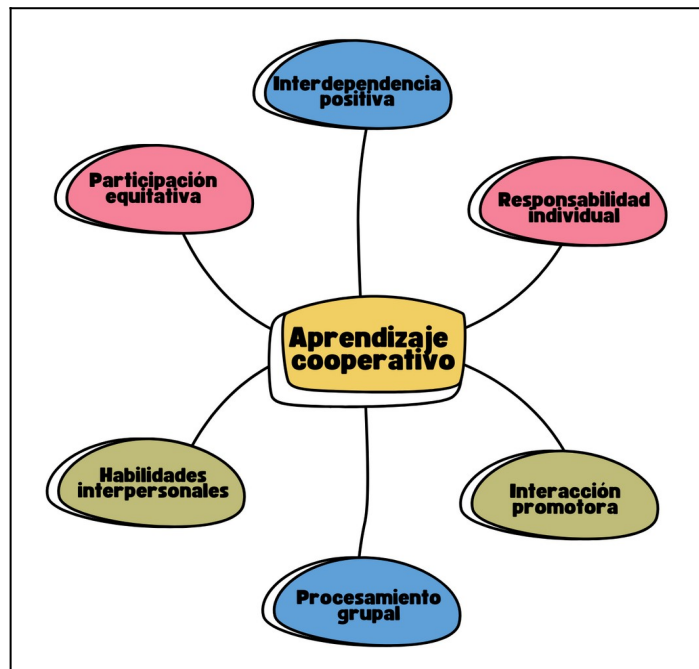 Interdependencia
positiva
Participación
equitativa
Responsabilidad
individual
Aprendizaje
cooperativo
Habilidades
interpersonales
Interacción
promotora
Procesamiento
grupal